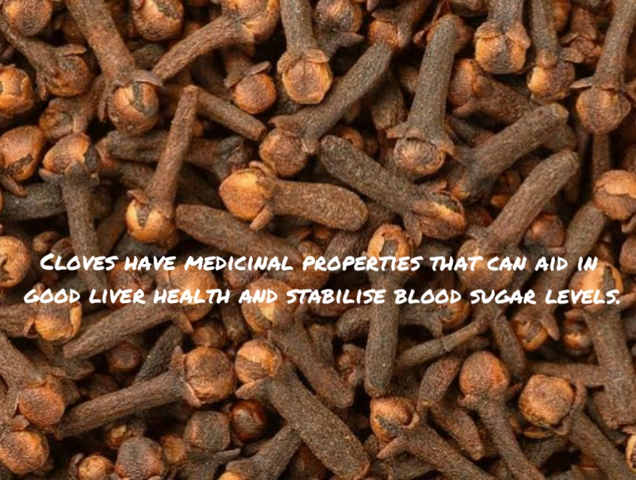 Cloves have medicinal properties that can aid in
good liver health and stabilise blood sugar levels.